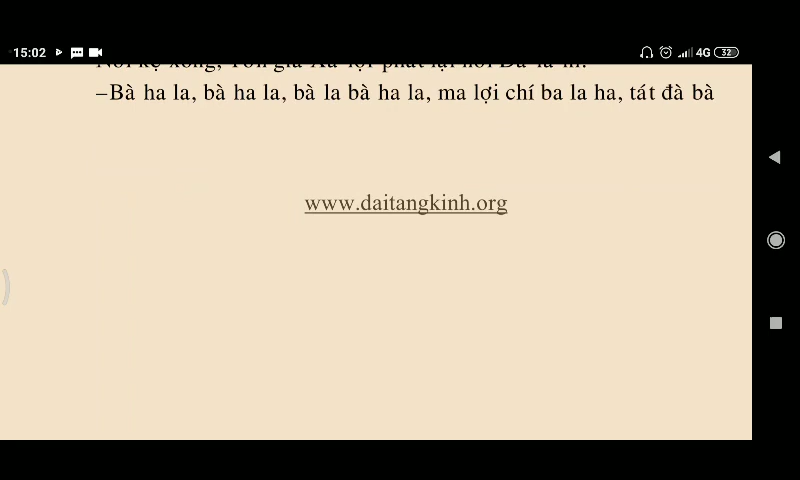 15:02
4G 32
–Bà ha la, bà ha la, bà la bà ha la, ma lợi chí ba la ha, tát đà bà
www.daitangkinh.org